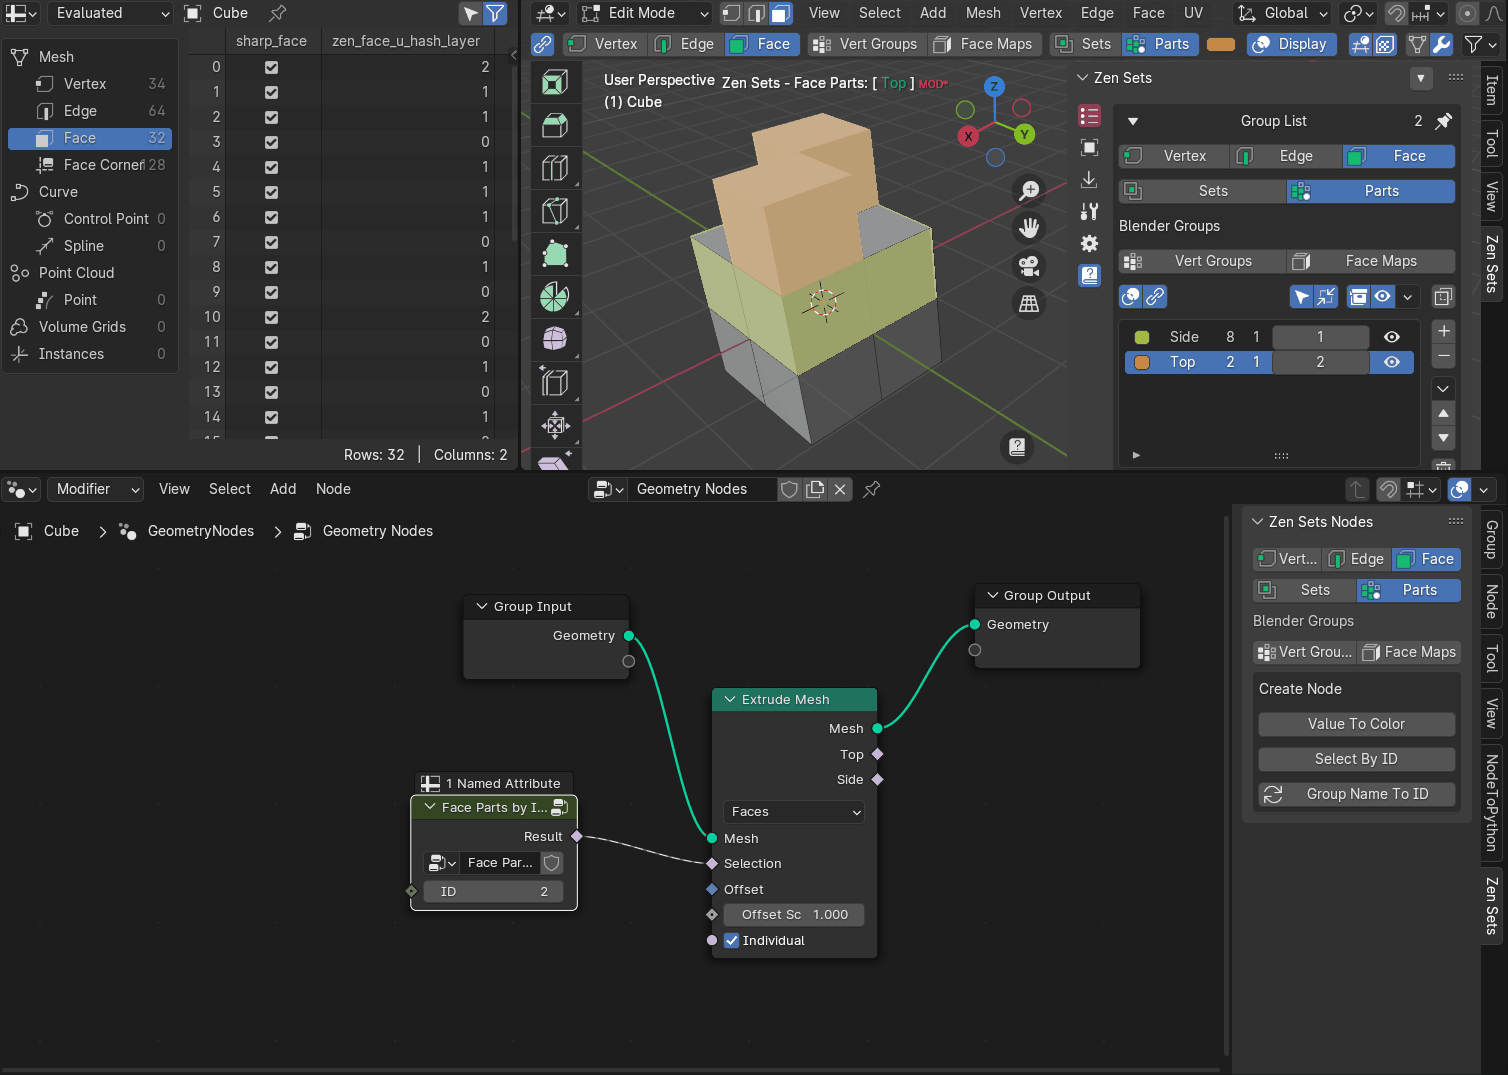 Evaluated
Cube
sharp_face
zen_face_u_hash_layer
Mesh
Vertex 34
Edge 64
Face 32
Face Corner 128
Curve
Control Point 0
Spline 0
Point Cloud
Point 0
Volume Grids 0
Instances 0
0 2
1 1
2 1
3 0
4 1
5 1
6 1
7 0
8 1
9 0
10 2
11 0
12 1
13 0
14 1
Rows: 32 | Columns: 2
Edit Mode
View Select Add Mesh Vertex Edge Face UV
Global
Vertex Edge Face Vert Groups Face Maps Sets Parts Display
User Perspective
(1) Cube
Zen Sets - Face Parts: [ Top ] MOD*
Z
X
Y
Zen Sets
Group List 2
Vertex Edge Face
Sets Parts
Blender Groups
Vert Groups Face Maps
Side 8 1 1
Top 2 1 2
Item
Tool
View
Zen Sets
Modifier
View Select Add Node
Geometry Nodes
Cube > GeometryNodes > Geometry Nodes
Group Input
Geometry
Group Output
Geometry
Extrude Mesh
Mesh
Top
Side
Faces
Mesh
Selection
Offset
Offset Sc 1.000
Individual
1 Named Attribute
Face Parts by I...
Result
Face Par...
ID 2
Zen Sets Nodes
Vert... Edge Face
Sets Parts
Blender Groups
Vert Grou... Face Maps
Create Node
Value To Color
Select By ID
Group Name To ID
Group
Node
Tool
View
NodeToPython
Zen Sets